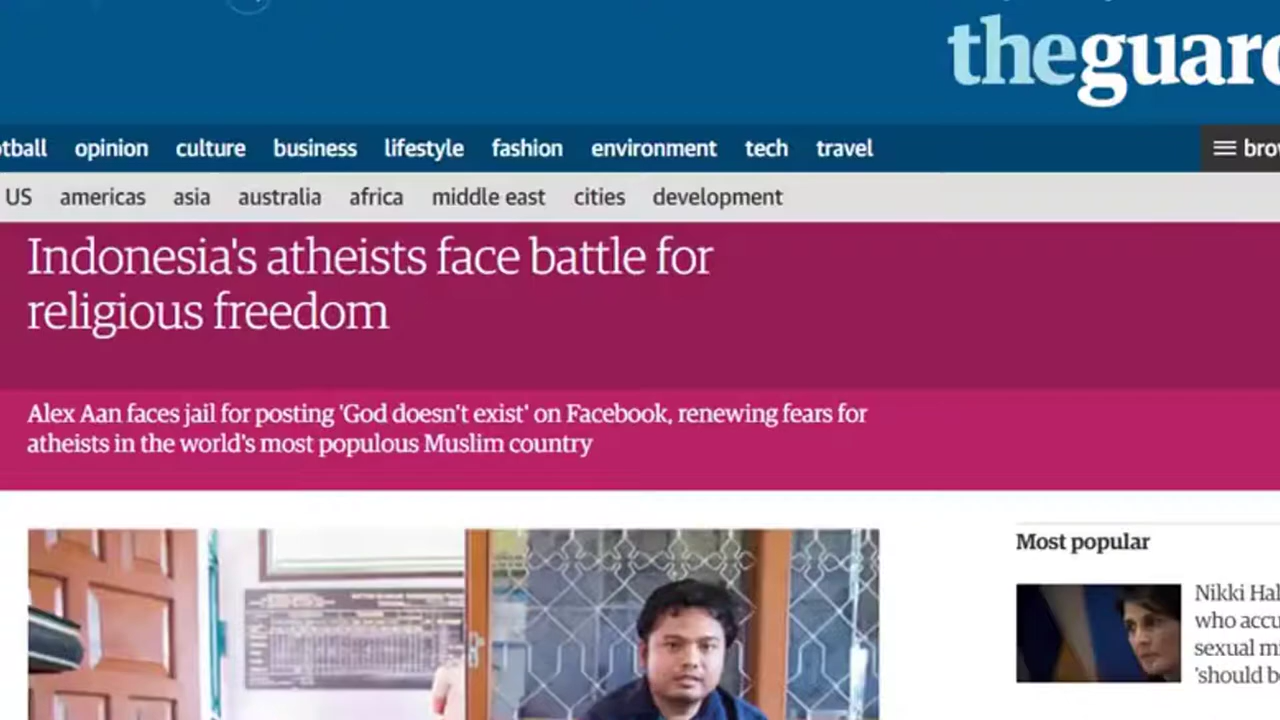 theguar
tball opinion culture business lifestyle fashion environment tech travel
bro
US americas asia australia africa middle east cities development
Indonesia's atheists face battle for
religious freedom
Alex Aan faces jail for posting 'God doesn't exist' on Facebook, renewing fears for
atheists in the world's most populous Muslim country
Most popular
Nikki Hal
who accu
sexual m
'should b